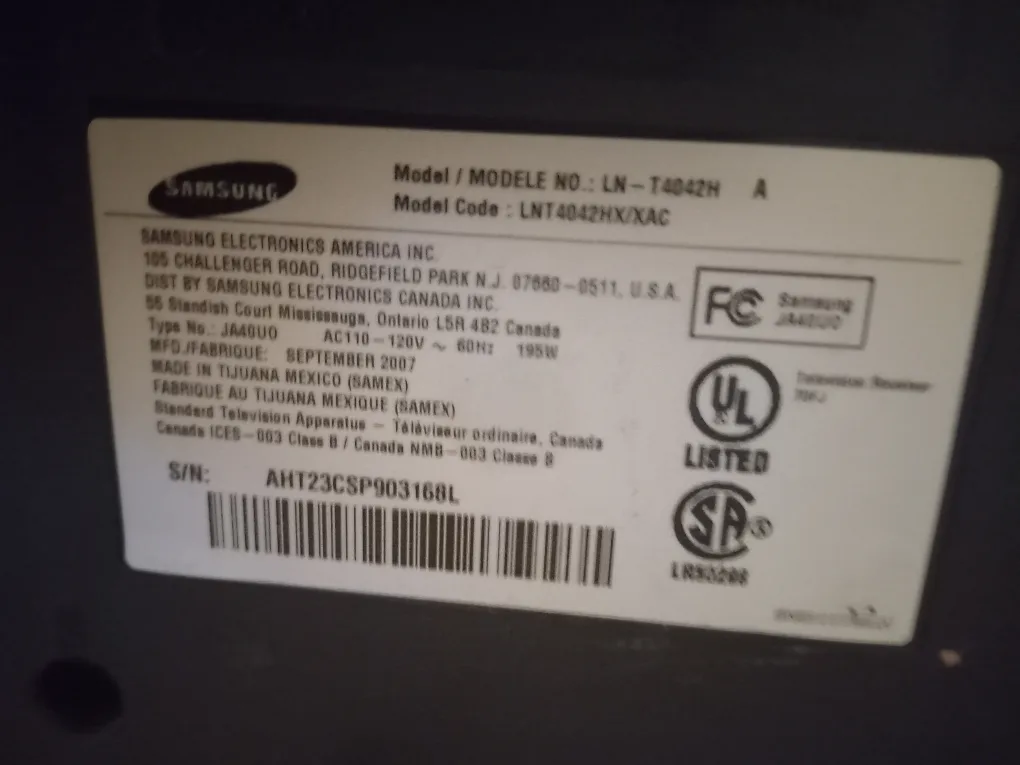 SAMSUNG
Model / MODELE NO.: LN-T4042H A
Model Code : LNT4042HX/XAC
SAMSUNG ELECTRONICS AMERICA INC.
105 CHALLENGER ROAD, RIDGEFIELD PARK N.J. 07660-0511, U.S.A.
DIST BY SAMSUNG ELECTRONICS CANADA INC.
55 Standish Court Mississauga, Ontario L5R 4B2 Canada
Type No.: JA40U0 AC110-120V ~ 60Hz 195W
MFD./FABRIQUE: SEPTEMBER 2007
MADE IN TIJUANA MEXICO (SAMEX)
FABRIQUE AU TIJUANA MEXIQUE (SAMEX)
Standard Television Apparatus - Téléviseur ordinaire, Canada
Canada ICES-003 Class B / Canada NMB-003 Classe B
S/N: AHT23CSP903168L
FC Samsung
JA40U0
UL
LISTED
Television/Receiver
SA ®